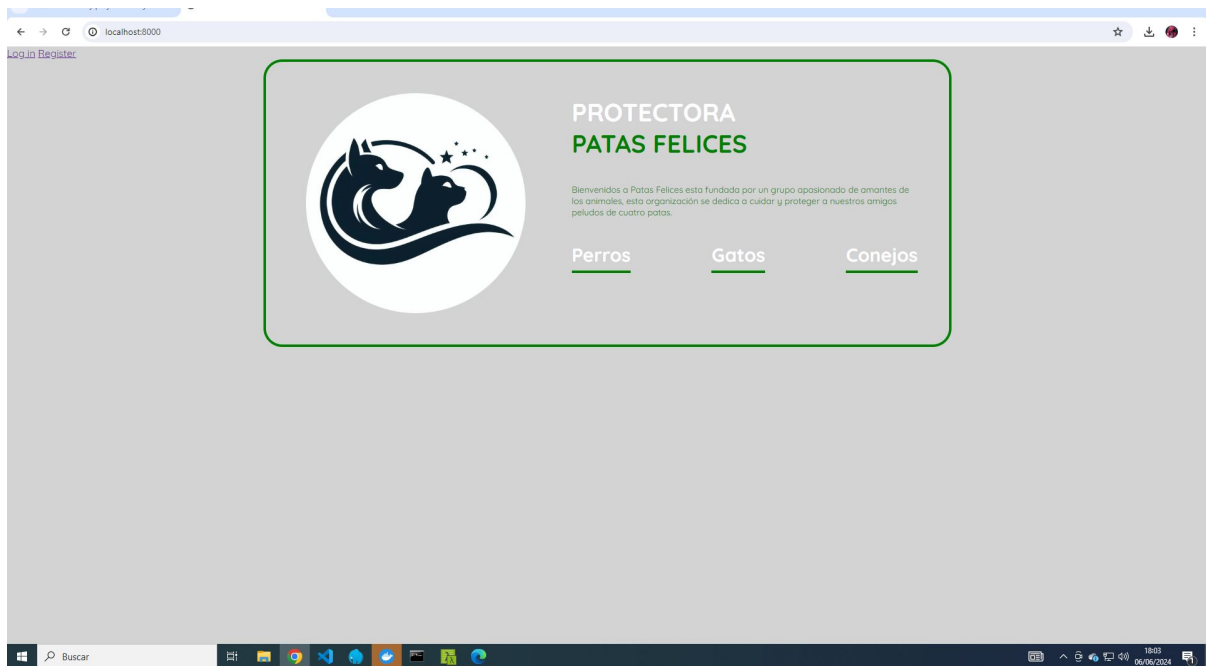 localhost:8000
Log in Register
PROTECTORA
PATAS FELICES
Bienvenidos a Patas Felices esta fundada por un grupo apasionado de amantes de
los animales, esta organización se dedica a cuidar y proteger a nuestros amigos
peludos de cuatro patas.
Perros Gatos Conejos
Buscar
18:03
06/06/2024